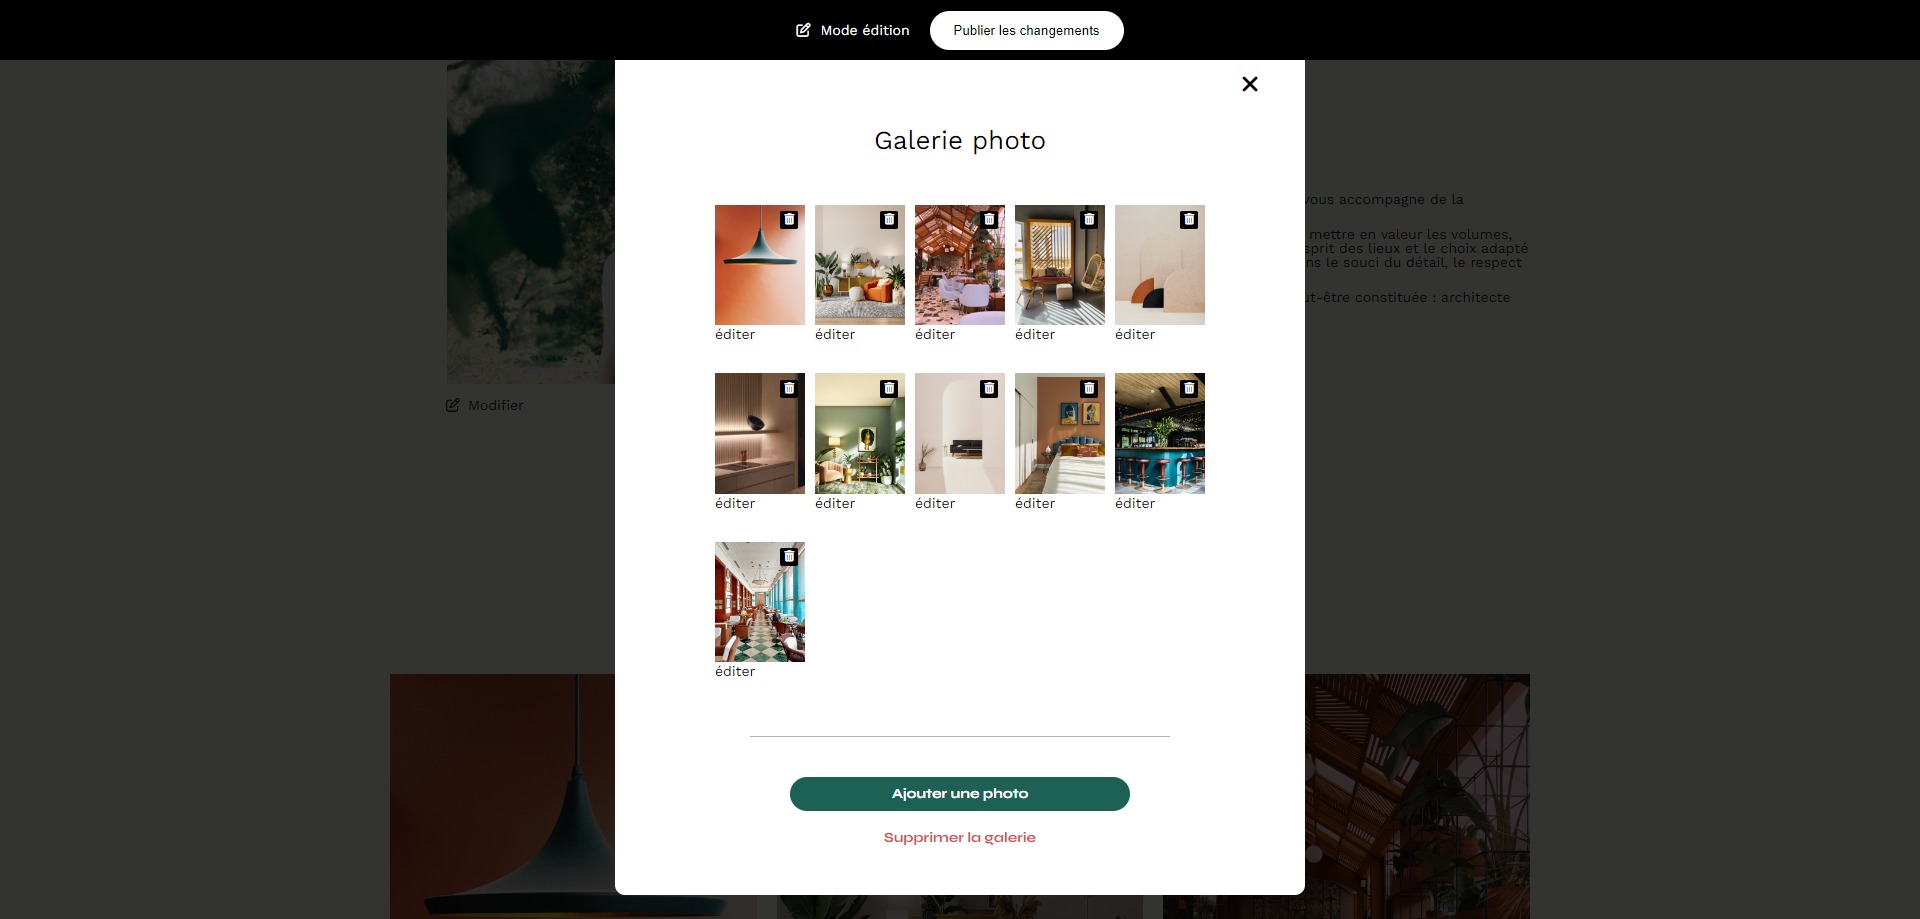 Mode édition
Publier les changements
Galerie photo
vous accompagne de la
mettre en valeur les volumes,
sprit des lieux et le choix adapté
ns le souci du détail, le respect
ut-être constituée : architecte
éditer éditer éditer éditer éditer
Modifier
éditer éditer éditer éditer éditer
éditer
Ajouter une photo
Supprimer la galerie